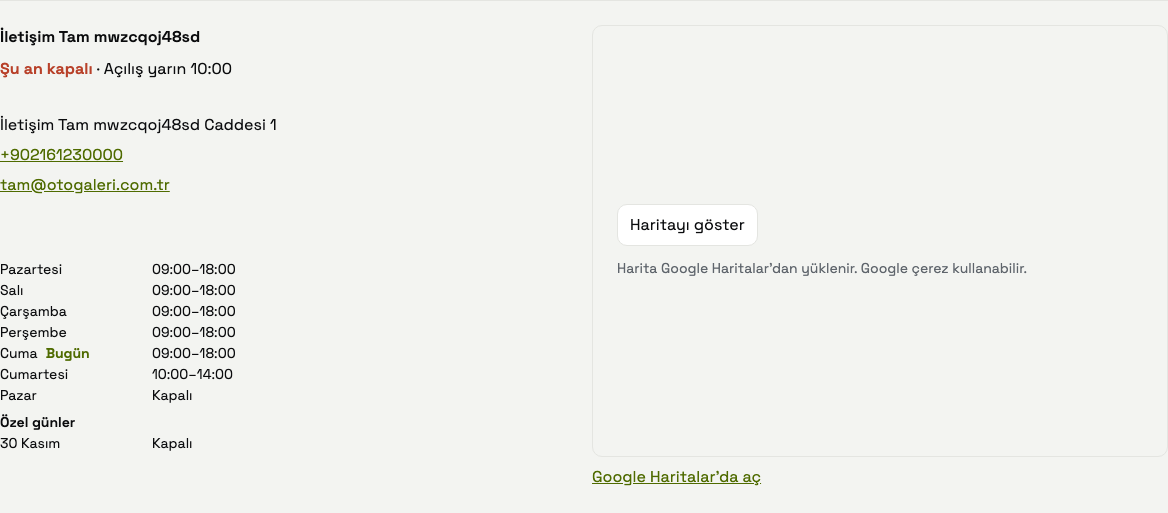 İletişim Tam mwzcqoj48sd
Şu an kapalı · Açılış yarın 10:00
İletişim Tam mwzcqoj48sd Caddesi 1
+902161230000
tam@otogaleri.com.tr
Pazartesi 09:00–18:00
Salı 09:00–18:00
Çarşamba 09:00–18:00
Perşembe 09:00–18:00
Cuma Bugün 09:00–18:00
Cumartesi 10:00–14:00
Pazar Kapalı
Özel günler
30 Kasım Kapalı
Haritayı göster
Harita Google Haritalar’dan yüklenir. Google çerez kullanabilir.
Google Haritalar’da aç